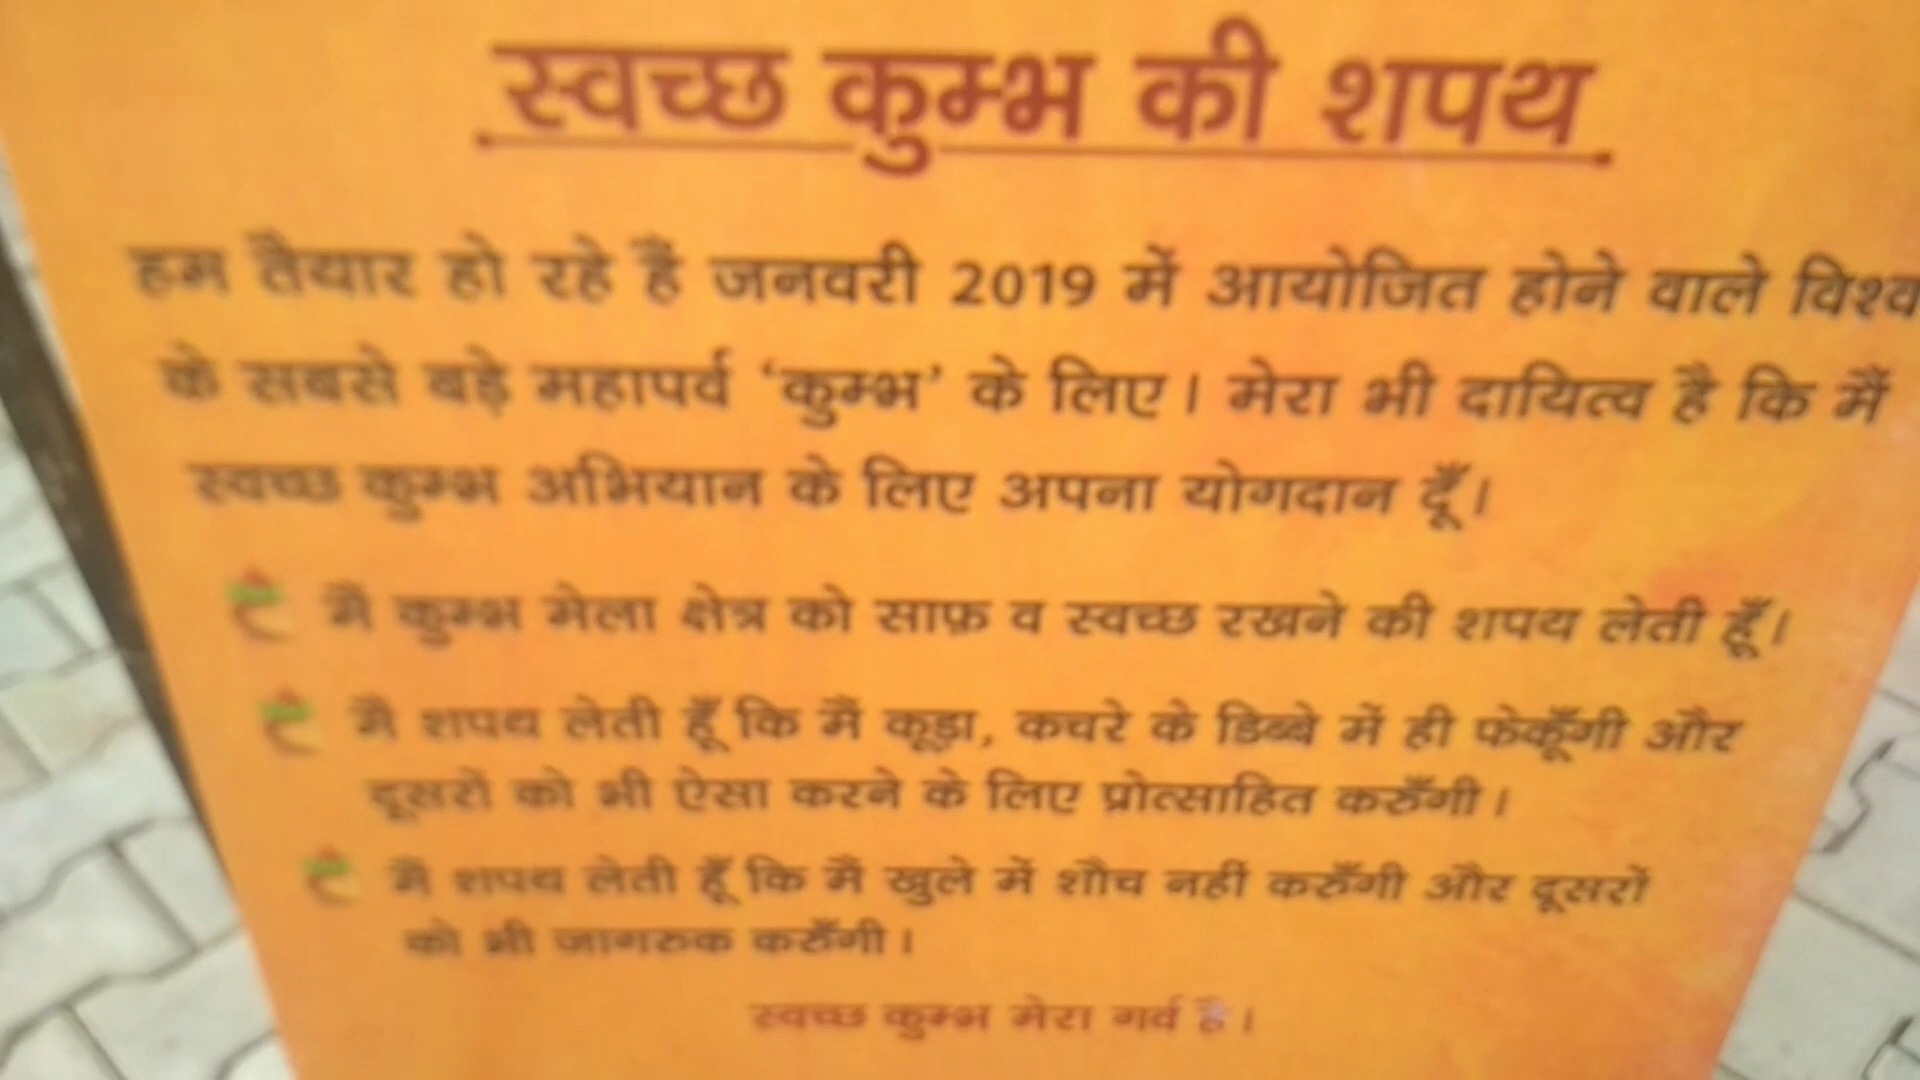 स्वच्छ कुम्भ की शपथ
हम तैयार हो रहे हैं जनवरी 2019 में आयोजित होने वाले विश्व
के सबसे बड़े महापर्व ‘कुम्भ’ के लिए। मेरा भी दायित्व है कि मैं
स्वच्छ कुम्भ अभियान के लिए अपना योगदान दूँ।
मैं कुम्भ मेला क्षेत्र को साफ़ व स्वच्छ रखने की शपथ लेती हूँ।
मैं शपथ लेती हूँ कि मैं कूड़ा, कचरे के डिब्बे में ही फेकूँगी और
दूसरों को भी ऐसा करने के लिए प्रोत्साहित करुँगी।
मैं शपथ लेती हूँ कि मैं खुले में शौच नहीं करुँगी और दूसरों
को भी जागरुक करुँगी।
स्वच्छ कुम्भ मेरा गर्व है।